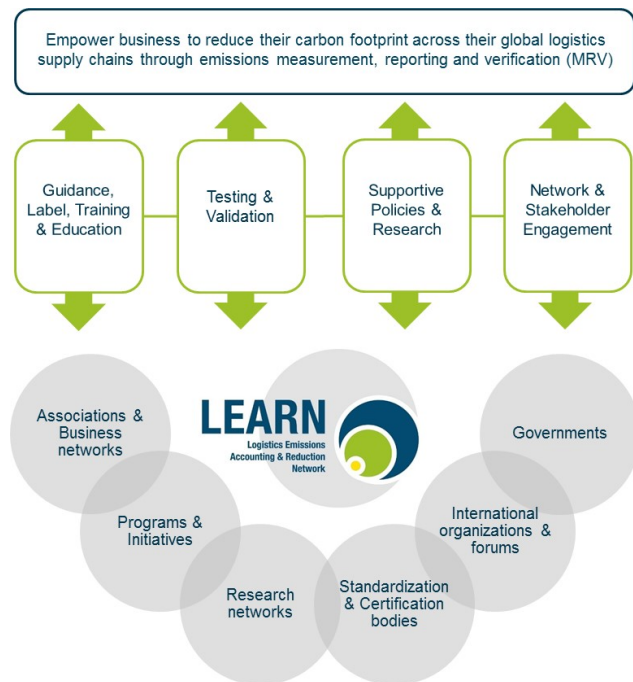 Empower business to reduce their carbon footprint across their global logistics
supply chains through emissions measurement, reporting and verification (MRV)
Guidance,
Label, Training
& Education
Testing &
Validation
Supportive
Policies &
Research
Network &
Stakeholder
Engagement
LEARN
Logistics Emissions
Accounting & Reduction
Network
Associations &
Business
networks
Governments
Programs &
Initiatives
International
organizations &
forums
Research
networks
Standardization
& Certification
bodies